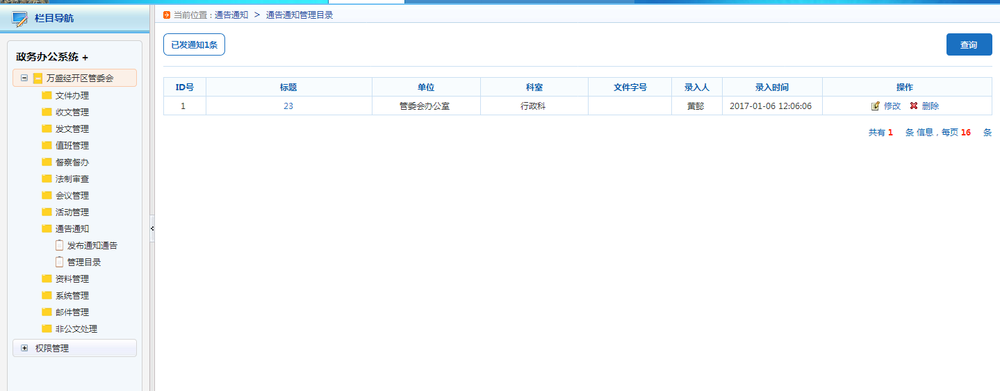 栏目导航
政务办公系统 +
万盛经开区管委会
文件办理
收文管理
发文管理
值班管理
督察督办
法制审查
会议管理
活动管理
通告通知
发布通知通告
管理目录
资料管理
系统管理
邮件管理
非公文处理
权限管理
当前位置：通告通知 > 通告通知管理目录
已发通知1条
查询
ID号 标题 单位 科室 文件字号 录入人 录入时间 操作
1 23 管委会办公室 行政科 黄懿 2017-01-06 12:06:06 修改 删除
共有 1 条 信息，每页 16 条